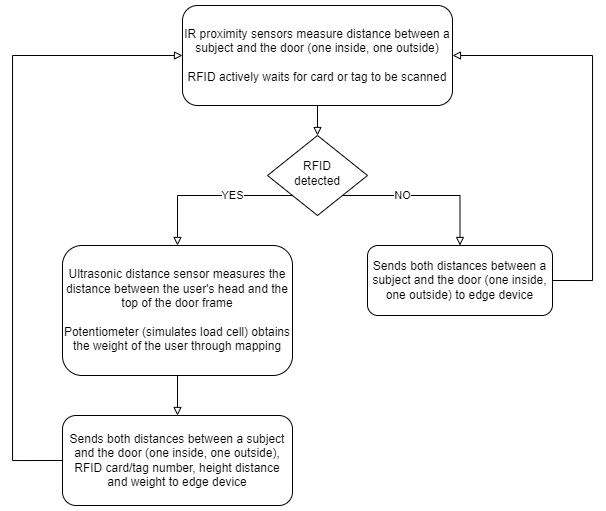 IR proximity sensors measure distance between a
subject and the door (one inside, one outside)
RFID actively waits for card or tag to be scanned
RFID
detected
YES
NO
Ultrasonic distance sensor measures the
distance between the user's head and the
top of the door frame
Potentiometer (simulates load cell) obtains
the weight of the user through mapping
Sends both distances between a
subject and the door (one inside,
one outside) to edge device
Sends both distances between a subject
and the door (one inside, one outside),
RFID card/tag number, height distance
and weight to edge device